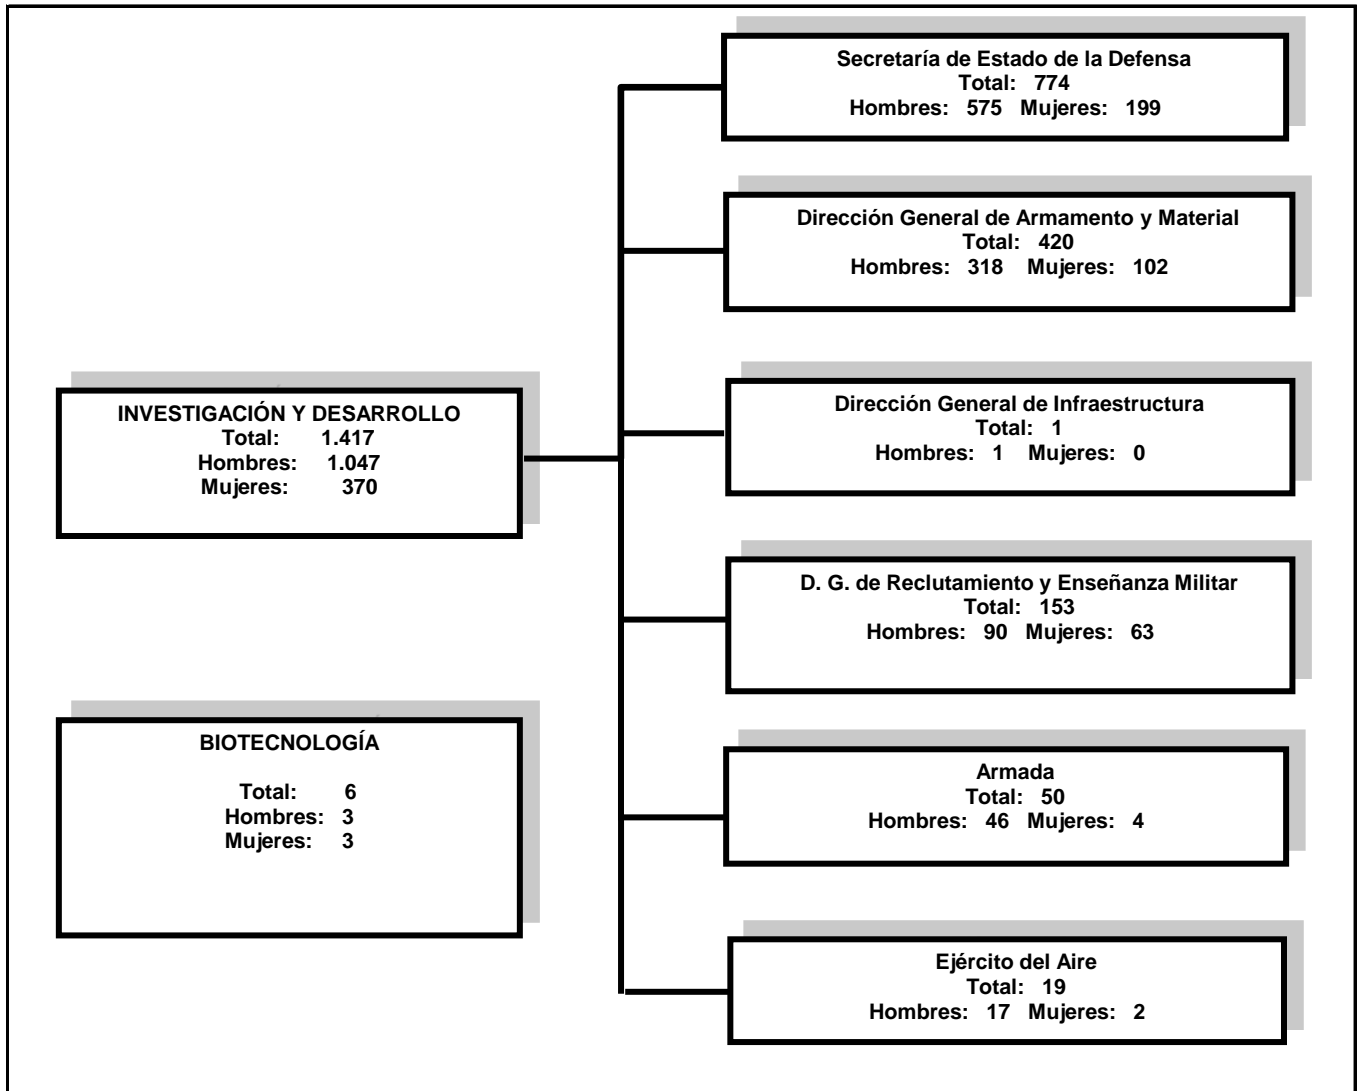 Secretaría de Estado de la Defensa
Total: 774
Hombres: 575 Mujeres: 199
Dirección General de Armamento y Material
Total: 420
Hombres: 318 Mujeres: 102
INVESTIGACIÓN Y DESARROLLO
Total: 1.417
Hombres: 1.047
Mujeres: 370
Dirección General de Infraestructura
Total: 1
Hombres: 1 Mujeres: 0
D. G. de Reclutamiento y Enseñanza Militar
Total: 153
Hombres: 90 Mujeres: 63
BIOTECNOLOGÍA
Total: 6
Hombres: 3
Mujeres: 3
Armada
Total: 50
Hombres: 46 Mujeres: 4
Ejército del Aire
Total: 19
Hombres: 17 Mujeres: 2